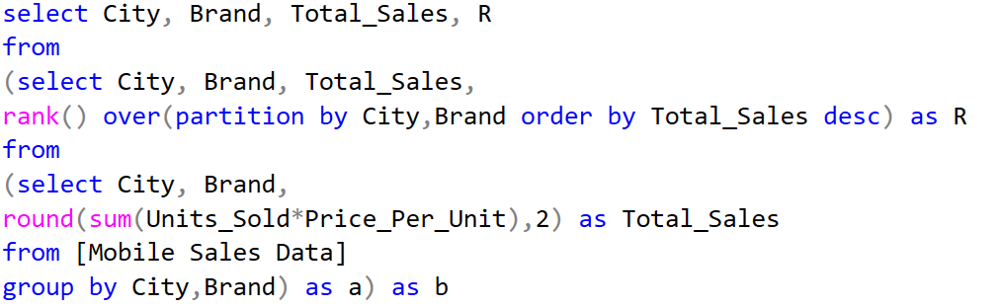 select City, Brand, Total_Sales, R
from
(select City, Brand, Total_Sales,
rank() over(partition by City,Brand order by Total_Sales desc) as R
from
(select City, Brand,
round(sum(Units_Sold*Price_Per_Unit),2) as Total_Sales
from [Mobile Sales Data]
group by City,Brand) as a) as b